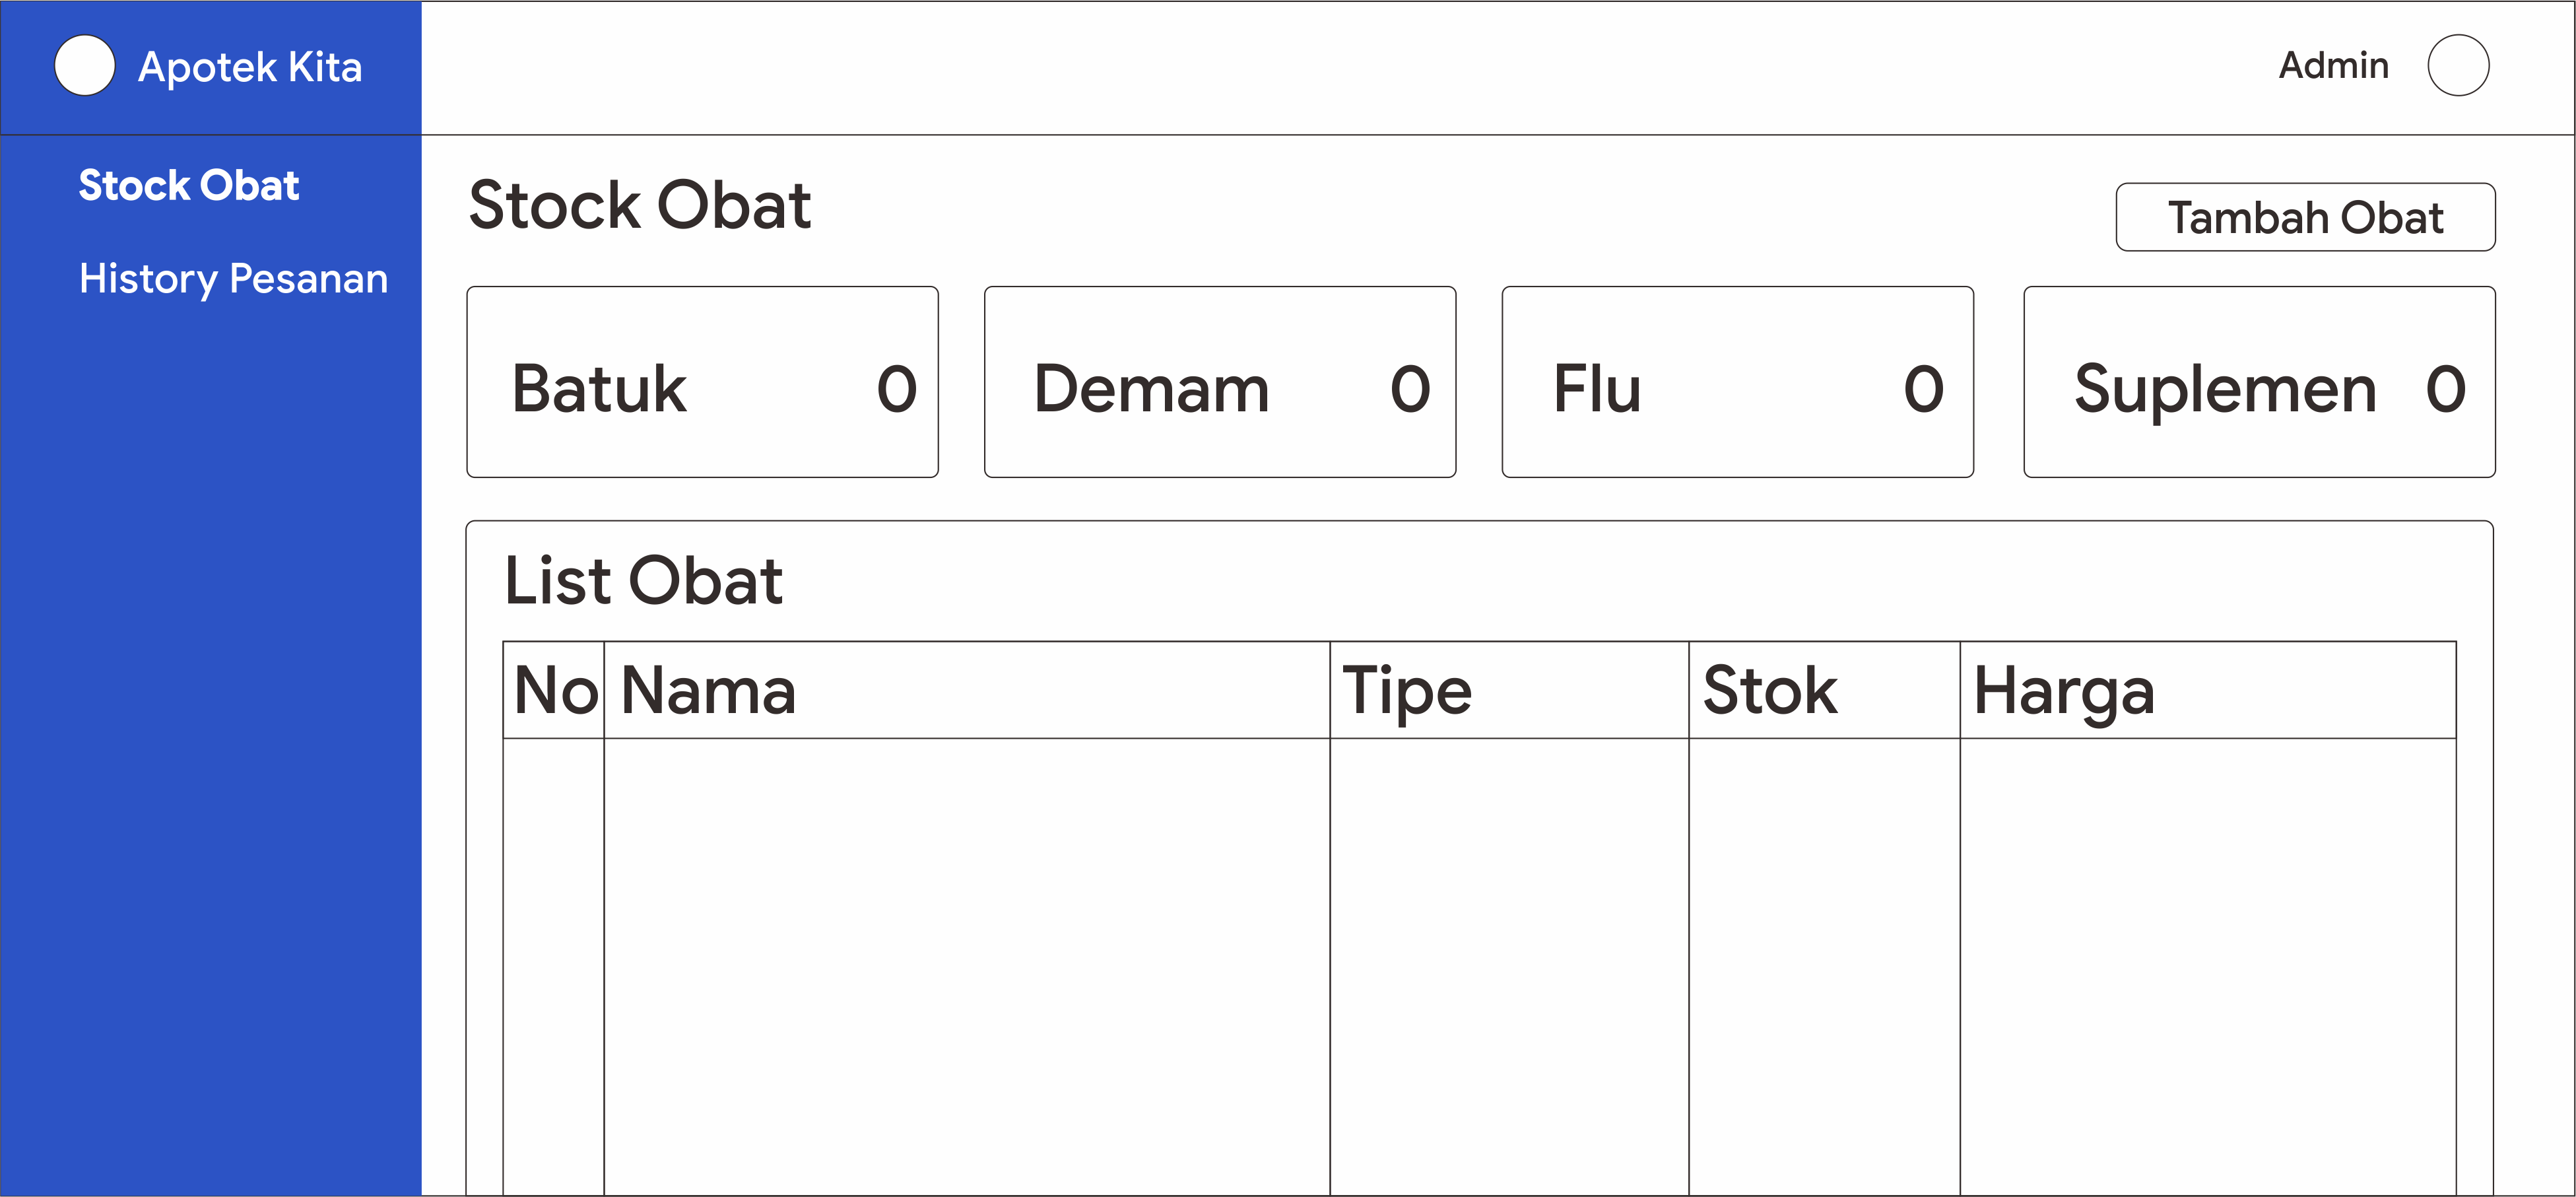 Apotek Kita
Admin
Stock Obat
History Pesanan
Stock Obat
Tambah Obat
Batuk 0
Demam 0
Flu 0
Suplemen 0
List Obat
No Nama Tipe Stok Harga